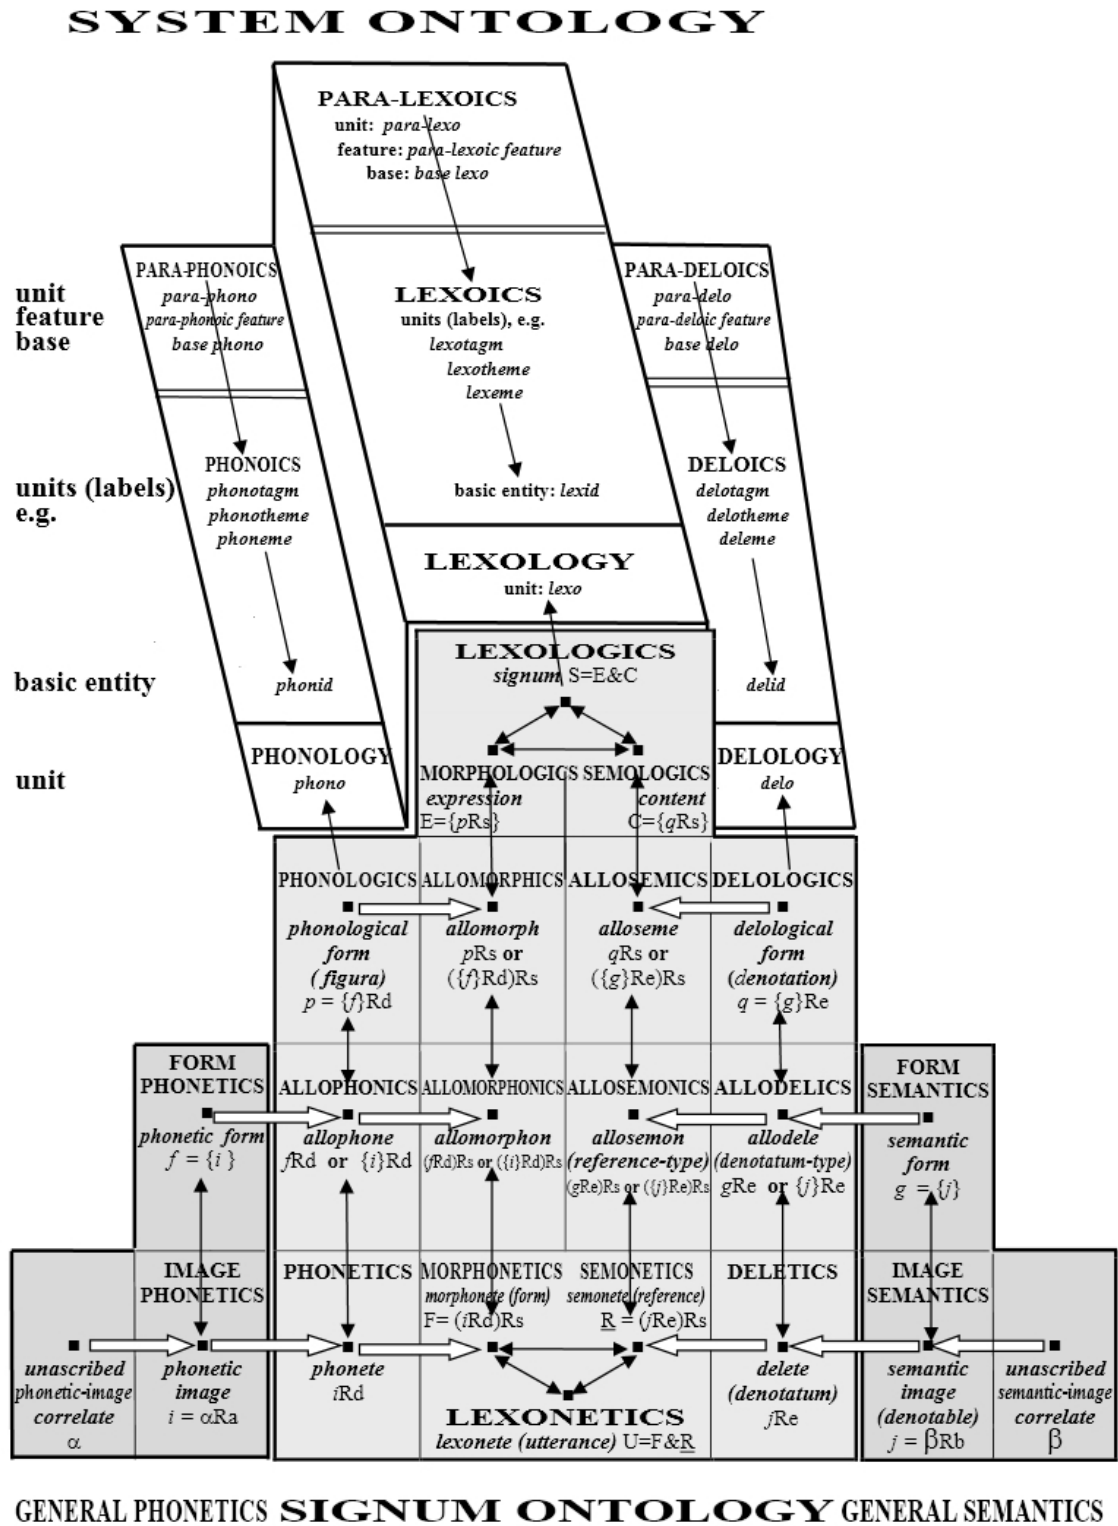 SYSTEM ONTOLOGY
PARA-LEXOICS
unit: para-lexo
feature: para-lexoic feature
base: base lexo
unit
feature
base
PARA-PHONOICS
para-phono
para-phonoic feature
base phono
LEXOICS
units (labels), e.g.
lexotagm
lexotheme
lexeme
basic entity: lexid
PARA-DELOICS
para-delo
para-deloic feature
base delo
units (labels)
e.g.
PHONOICS
phonotagm
phonotheme
phoneme
DELOICS
delotagm
delotheme
deleme
LEXOLOGY
unit: lexo
basic entity
phonid
LEXOLOGICS
signum S=E&C
delid
unit
PHONOLOGY
phono
MORPHOLOGICS
expression
E={pRs}
SEMOLOGICS
content
C={qRs}
DELOLOGY
delo
PHONOLOGICS
phonological
form
(figura)
p = {f}Rd
ALLOMORPHICS
allomorph
pRs or
({f}Rd)Rs
ALLOSEMICS
alloseme
qRs or
({g}Re)Rs
DELOLOGICS
delological
form
(denotation)
q = {g}Re
FORM
PHONETICS
phonetic form
f = {i }
ALLOPHONICS
allophone
fRd or {i}Rd
ALLOMORPHONICS
allomorphon
(fRd)Rs or ({i}Rd)Rs
ALLOSEMONICS
allosemon
(reference-type)
(gRe)Rs or ({j}Re)Rs
ALLODELICS
allodele
(denotatum-type)
gRe or {j}Re
FORM
SEMANTICS
semantic
form
g = {j}
unascribed
phonetic-image
correlate
α
IMAGE
PHONETICS
phonetic
image
i = αRa
PHONETICS
phonete
iRd
MORPHONETICS
morphonete (form)
F= (iRd)Rs
SEMONETICS
semonete (reference)
R = (jRe)Rs
LEXONETICS
lexonete (utterance) U=F&R
DELETICS
delete
(denotatum)
jRe
IMAGE
SEMANTICS
semantic
image
(denotable)
j = βRb
unascribed
semantic-image
correlate
β
GENERAL PHONETICS SIGNUM ONTOLOGY GENERAL SEMANTICS